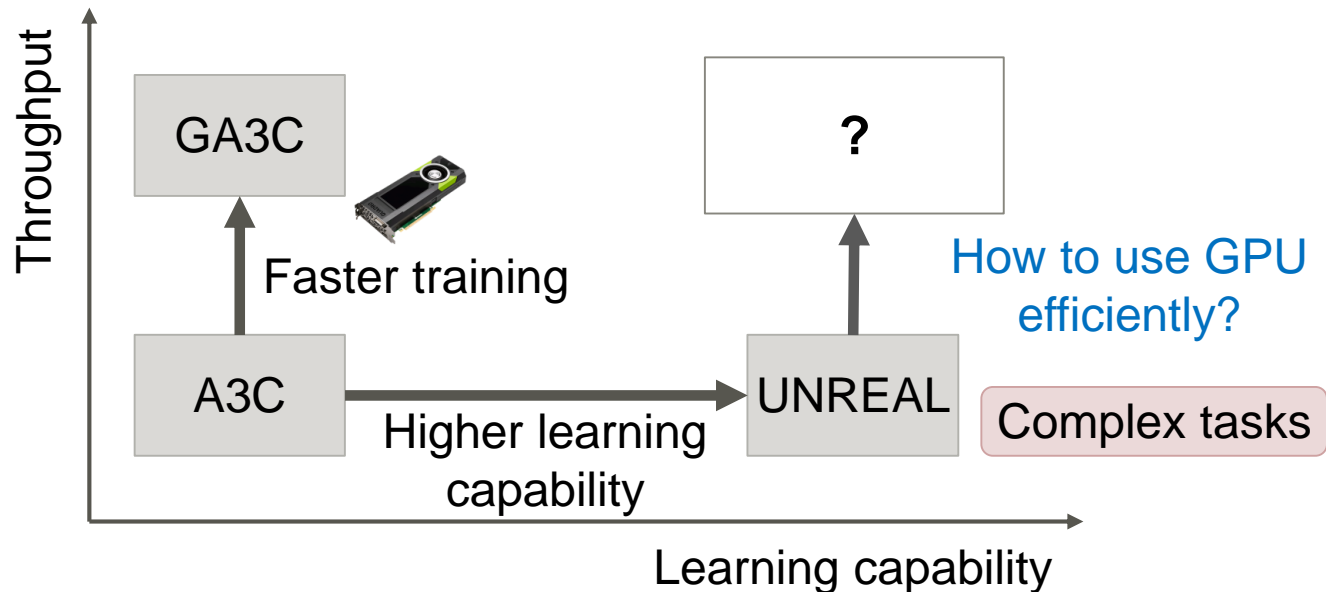 Throughput
GA3C
?
Faster training
How to use GPU
efficiently?
A3C
UNREAL
Higher learning
capability
Complex tasks
Learning capability